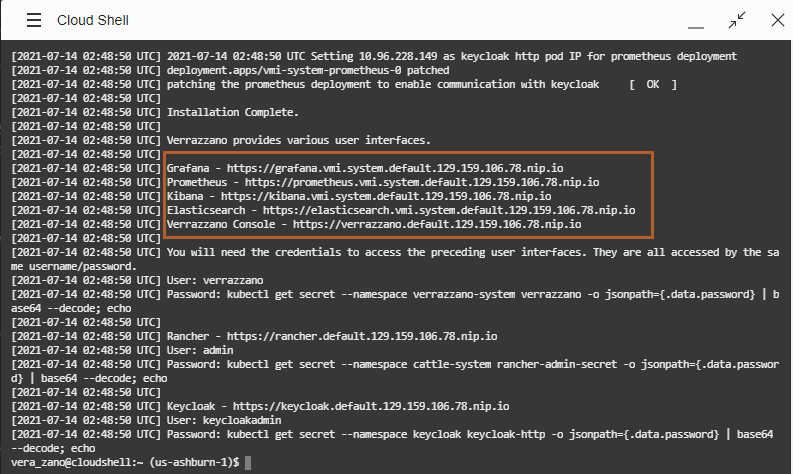 Cloud Shell
[2021-07-14 02:48:50 UTC] 2021-07-14 02:48:50 UTC Setting 10.96.228.149 as keycloak http pod IP for prometheus deployment
[2021-07-14 02:48:50 UTC] deployment.apps/vmi-system-prometheus-0 patched
[2021-07-14 02:48:50 UTC] patching the prometheus deployment to enable communication with keycloak     [  OK  ]
[2021-07-14 02:48:50 UTC]
[2021-07-14 02:48:50 UTC] Installation Complete.
[2021-07-14 02:48:50 UTC]
[2021-07-14 02:48:50 UTC] Verrazzano provides various user interfaces.
[2021-07-14 02:48:50 UTC]
[2021-07-14 02:48:50 UTC] Grafana - https://grafana.vmi.system.default.129.159.106.78.nip.io
[2021-07-14 02:48:50 UTC] Prometheus - https://prometheus.vmi.system.default.129.159.106.78.nip.io
[2021-07-14 02:48:50 UTC] Kibana - https://kibana.vmi.system.default.129.159.106.78.nip.io
[2021-07-14 02:48:50 UTC] Elasticsearch - https://elasticsearch.vmi.system.default.129.159.106.78.nip.io
[2021-07-14 02:48:50 UTC] Verrazzano Console - https://verrazzano.default.129.159.106.78.nip.io
[2021-07-14 02:48:50 UTC]
[2021-07-14 02:48:50 UTC] You will need the credentials to access the preceding user interfaces. They are all accessed by the sa
me username/password.
[2021-07-14 02:48:50 UTC] User: verrazzano
[2021-07-14 02:48:50 UTC] Password: kubectl get secret --namespace verrazzano-system verrazzano -o jsonpath={.data.password} | b
ase64 --decode; echo
[2021-07-14 02:48:50 UTC]
[2021-07-14 02:48:50 UTC] Rancher - https://rancher.default.129.159.106.78.nip.io
[2021-07-14 02:48:50 UTC] User: admin
[2021-07-14 02:48:50 UTC] Password: kubectl get secret --namespace cattle-system rancher-admin-secret -o jsonpath={.data.passwor
d} | base64 --decode; echo
[2021-07-14 02:48:50 UTC]
[2021-07-14 02:48:50 UTC] Keycloak - https://keycloak.default.129.159.106.78.nip.io
[2021-07-14 02:48:50 UTC] User: keycloakadmin
[2021-07-14 02:48:50 UTC] Password: kubectl get secret --namespace keycloak keycloak-http -o jsonpath={.data.password} | base64
--decode; echo
vera_zano@cloudshell:~ (us-ashburn-1)$